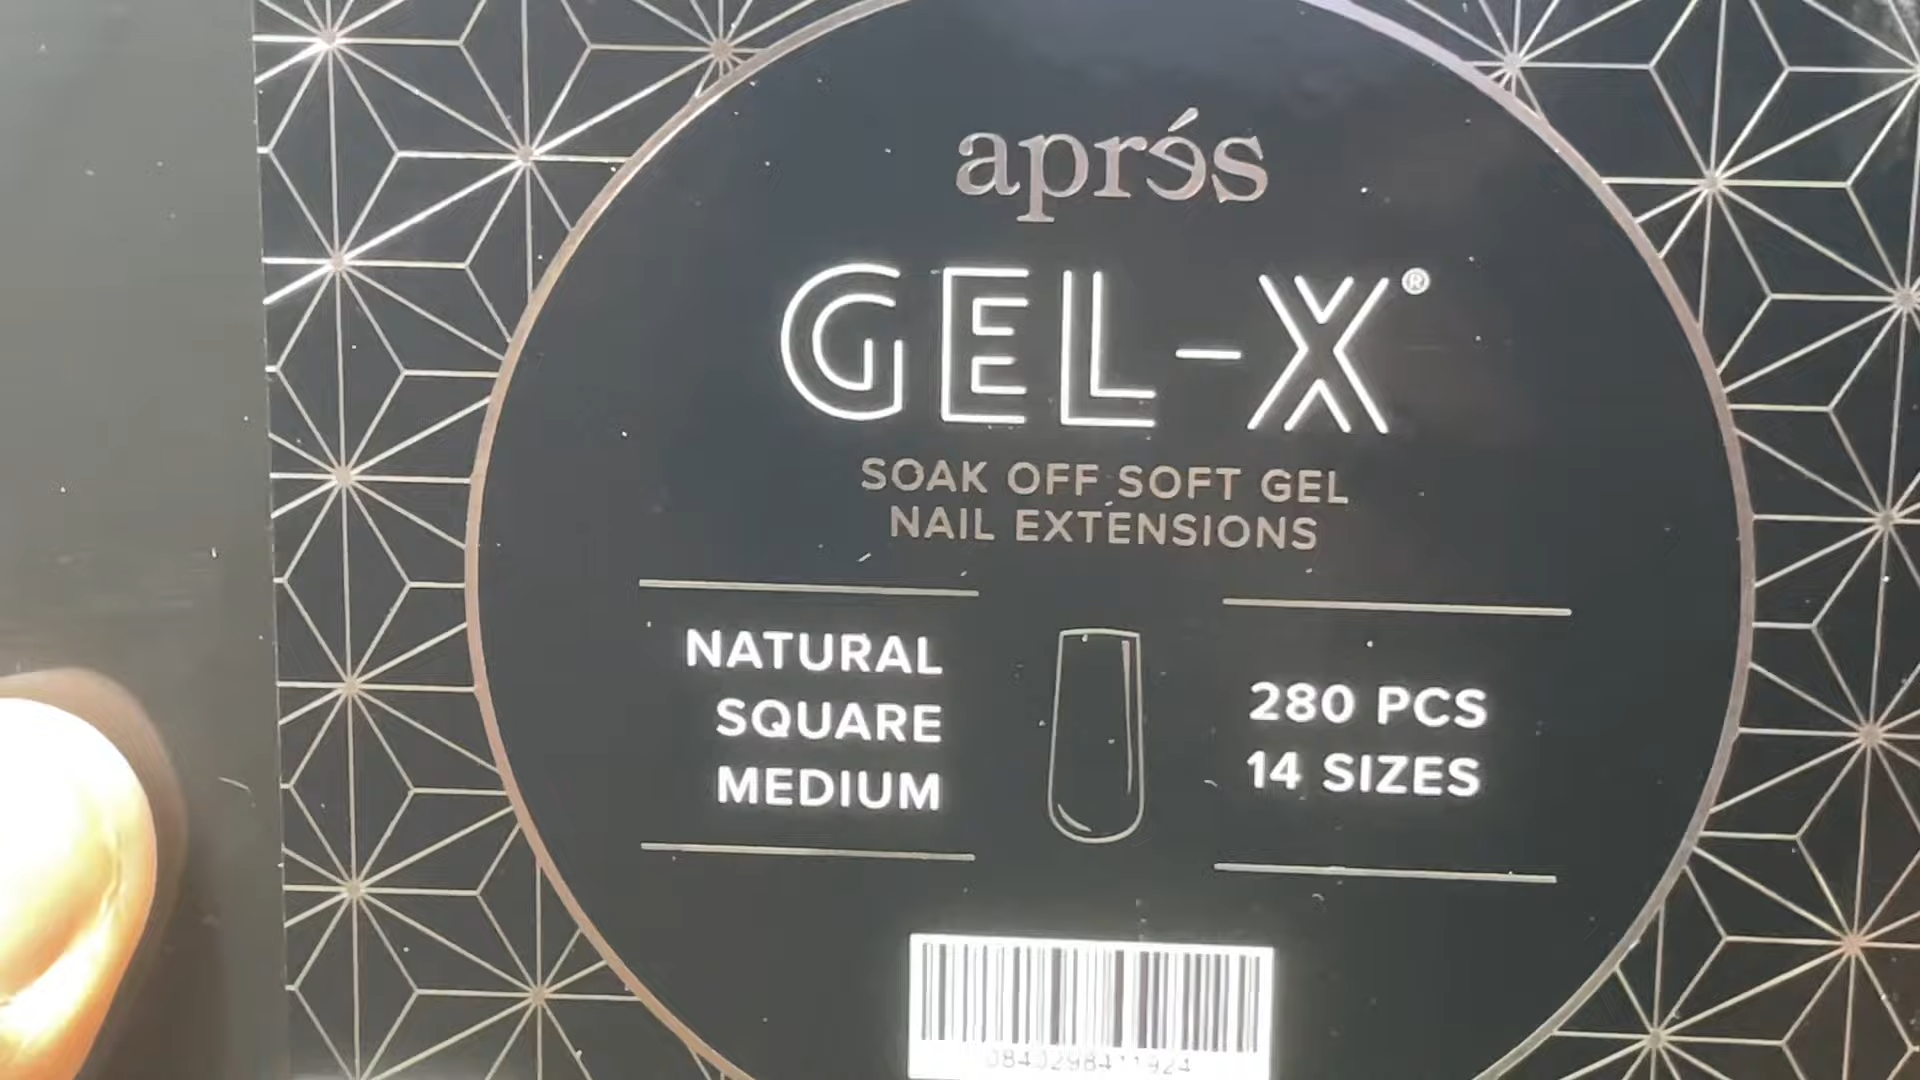 aprés
GEL-X®
SOAK OFF SOFT GEL
NAIL EXTENSIONS
NATURAL
SQUARE
MEDIUM
280 PCS
14 SIZES